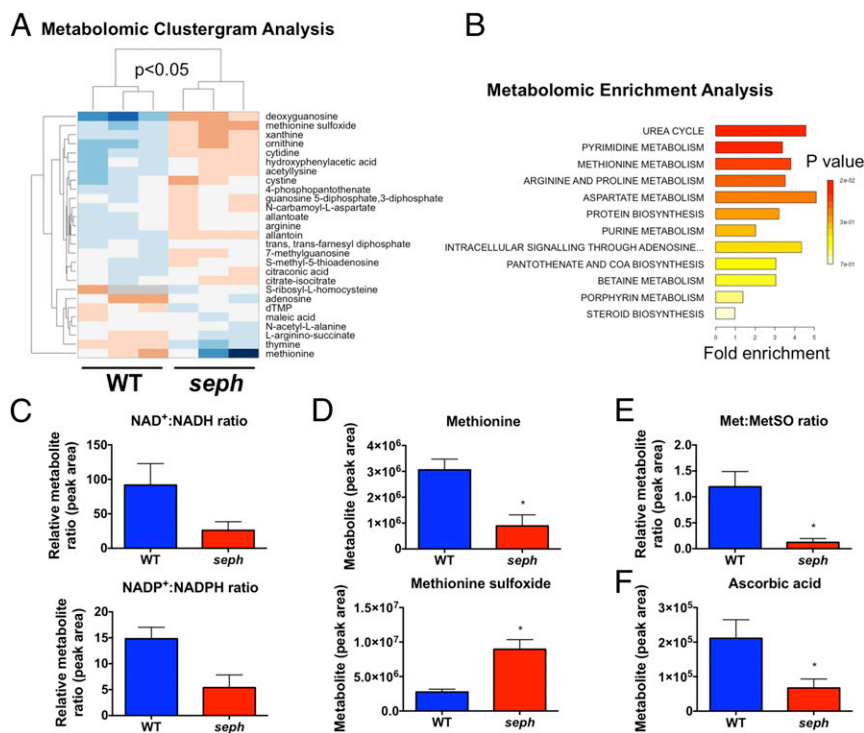 A Metabolomic Clustergram Analysis
p<0.05
deoxyguanosine
methionine sulfoxide
xanthine
ornithine
cytidine
hydroxyphenylacetic acid
acetyllysine
cystine
4-phosphopantothenate
guanosine 5-diphosphate,3-diphosphate
N-carbamoyl-L-aspartate
allantoate
arginine
allantoin
trans, trans-farnesyl diphosphate
7-methylguanosine
S-methyl-5-thioadenosine
citraconic acid
citrate-isocitrate
S-ribosyl-L-homocysteine
adenosine
dTMP
maleic acid
N-acetyl-L-alanine
L-arginino-succinate
thymine
methionine
WT seph
B
Metabolomic Enrichment Analysis
UREA CYCLE
PYRIMIDINE METABOLISM
METHIONINE METABOLISM
ARGININE AND PROLINE METABOLISM
ASPARTATE METABOLISM
PROTEIN BIOSYNTHESIS
PURINE METABOLISM
INTRACELLULAR SIGNALLING THROUGH ADENOSINE...
PANTOTHENATE AND COA BIOSYNTHESIS
BETAINE METABOLISM
PORPHYRIN METABOLISM
STEROID BIOSYNTHESIS
0 1 2 3 4 5
Fold enrichment
P value
2e-02
3e-01
7e-01
C
NAD⁺:NADH ratio
Relative metabolite
ratio (peak area)
150
100
50
0
WT seph
NADP⁺:NADPH ratio
Relative metabolite
ratio (peak area)
20
15
10
5
0
WT seph
D
Methionine
Metabolite (peak area)
4×10⁶
3×10⁶
2×10⁶
1×10⁶
0
*
WT seph
Methionine sulfoxide
Metabolite (peak area)
1.5×10⁷
1.0×10⁷
5.0×10⁶
0.0
*
WT seph
E
Met:MetSO ratio
Relative metabolite
ratio (peak area)
2.0
1.5
1.0
0.5
0.0
*
WT seph
F
Ascorbic acid
Metabolite (peak area)
3×10⁵
2×10⁵
1×10⁵
0
*
WT seph